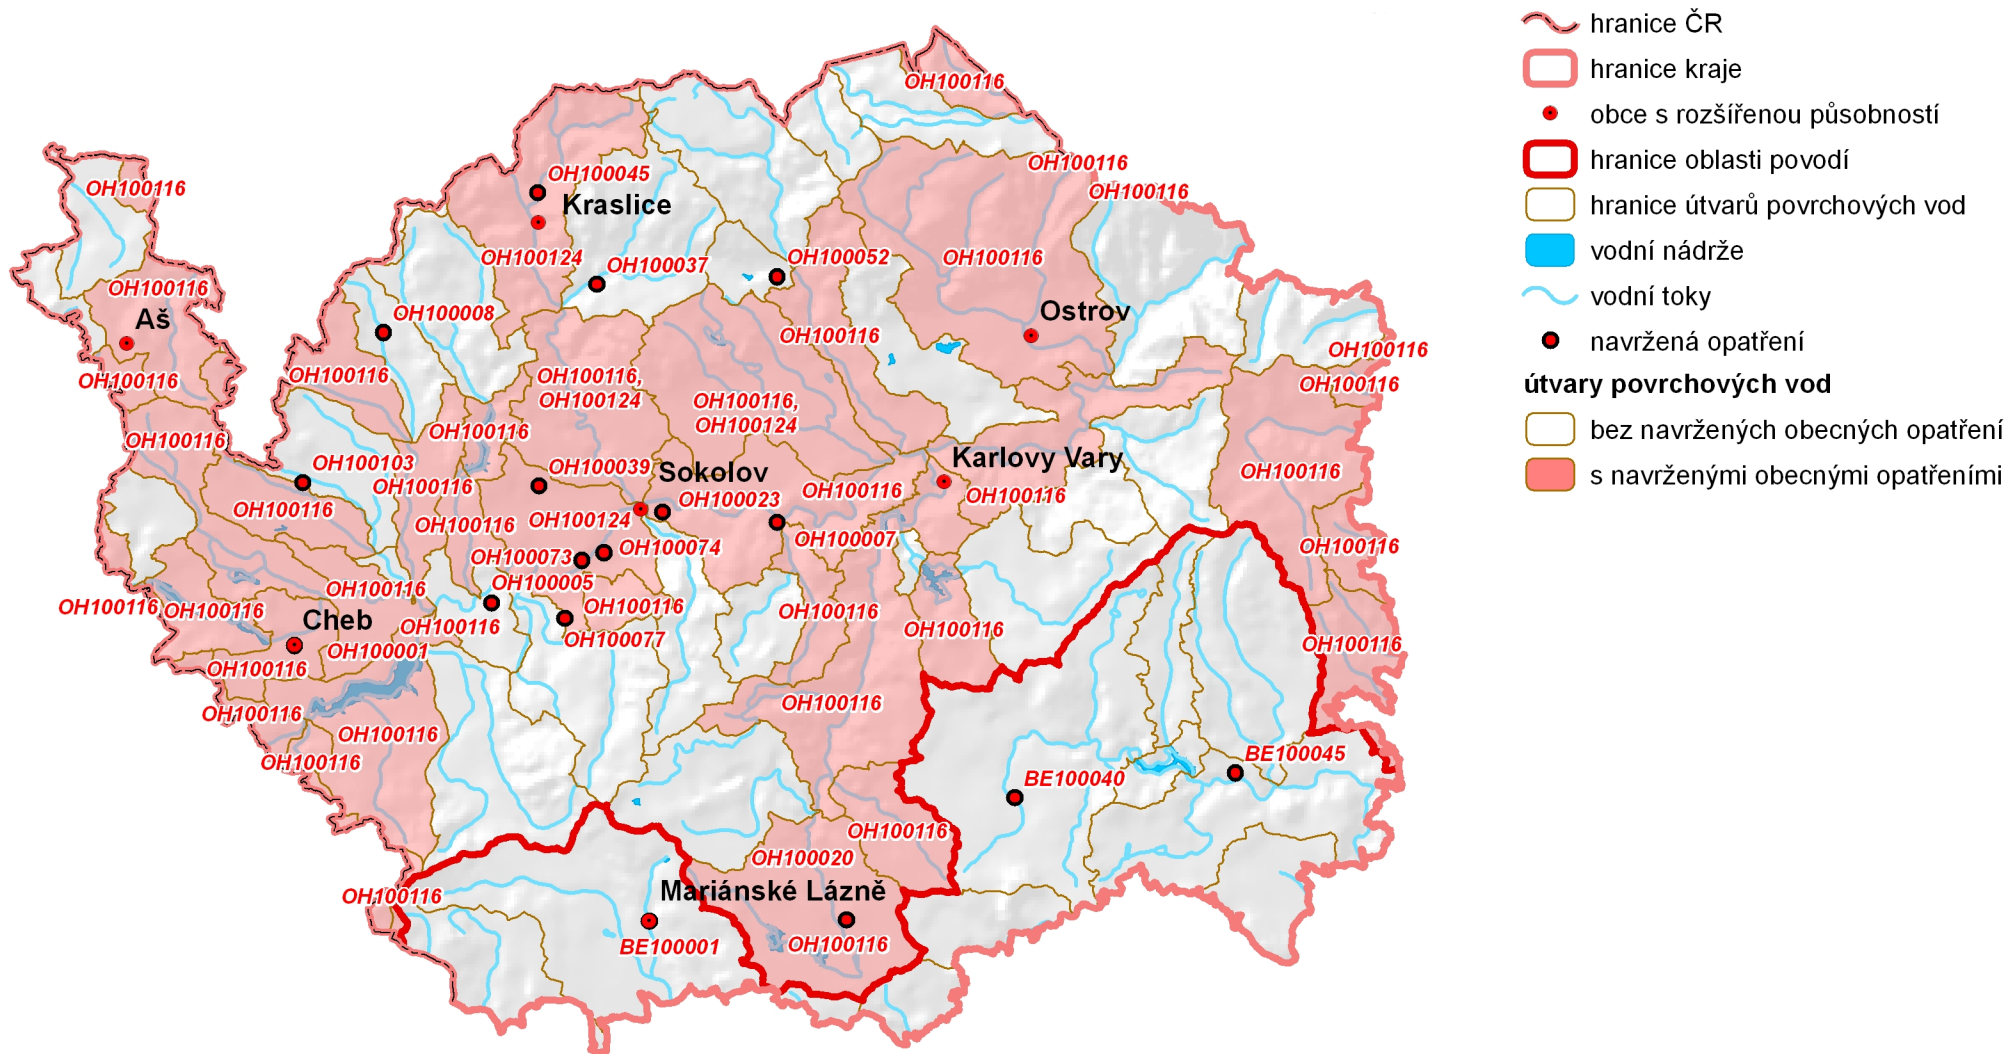 OH100116
OH100116
OH100116
OH100045
Kraslice
OH100116
OH100124
OH100037
OH100052
OH100116
OH100116
Aš
OH100008
Ostrov
OH100116
OH100116
OH100116
OH100116
OH100116
OH100116,
OH100124
OH100116,
OH100124
OH100116
OH100116
OH100116
OH100103
OH100039
Sokolov
Karlovy Vary
OH100116
OH100116
OH100023
OH100116
OH100116
OH100116
OH100116
OH100124
OH100007
OH100073
OH100074
OH100116
OH100116
OH100005
OH100116
OH100116
OH100116
OH100116
Cheb
OH100116
OH100077
OH100116
OH100116
OH100001
OH100116
OH100116
OH100116
OH100116
OH100116
BE100045
BE100040
OH100116
OH100020
OH100116
Mariánské Lázně
BE100001
OH100116
hranice ČR
hranice kraje
obce s rozšířenou působností
hranice oblasti povodí
hranice útvarů povrchových vod
vodní nádrže
vodní toky
navržená opatření
útvary povrchových vod
bez navržených obecných opatření
s navrženými obecnými opatřeními